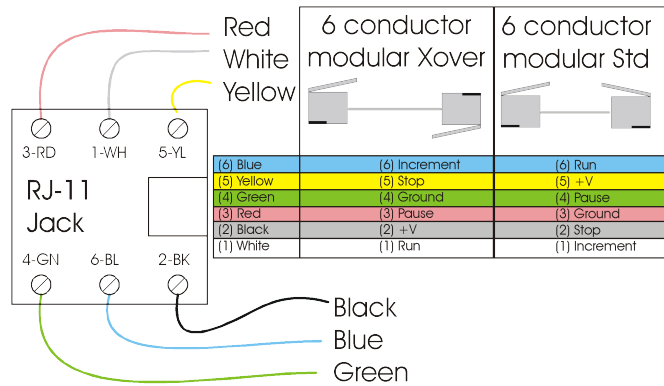 Red
White
Yellow
6 conductor
modular Xover
6 conductor
modular Std
3-RD
1-WH
5-YL
RJ-11
Jack
4-GN
6-BL
2-BK
(6) Blue (6) Increment (6) Run
(5) Yellow (5) Stop (5) +V
(4) Green (4) Ground (4) Pause
(3) Red (3) Pause (3) Ground
(2) Black (2) +V (2) Stop
(1) White (1) Run (1) Increment
Black
Blue
Green